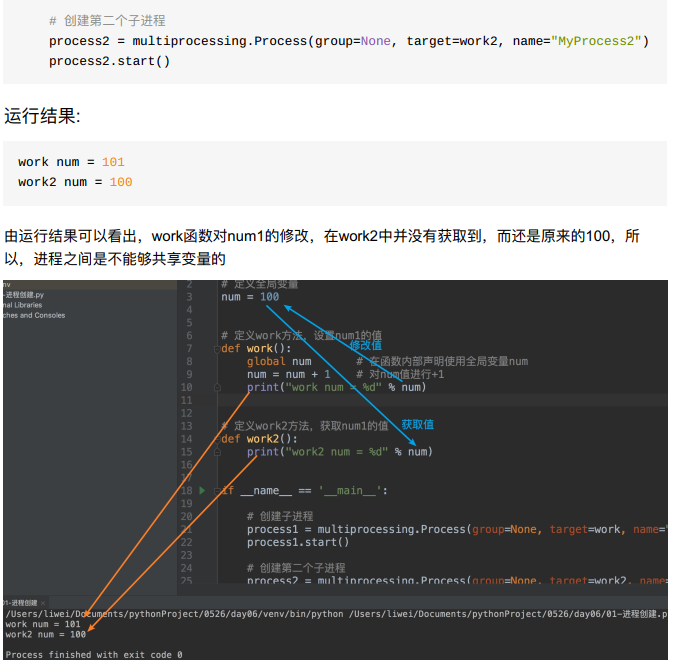 # 创建第二个子进程
process2 = multiprocessing.Process(group=None, target=work2, name="MyProcess2")
process2.start()
运行结果:
work num = 101
work2 num = 100
由运行结果可以看出，work函数对num1的修改，在work2中并没有获取到，而还是原来的100，所
以，进程之间是不能够共享变量的
nv
-进程创建.py
nal Libraries
ches and Consoles
2 # 定义全局变量
3 num = 100
4
5
6 # 定义work方法，设置num1的值
修改值
7 def work():
8 global num # 在函数内部声明使用全局变量num
9 num = num + 1 # 对num值进行+1
10 print("work num = %d" % num)
11
12
13 # 定义work2方法，获取num1的值
获取值
14 def work2():
15 print("work2 num = %d" % num)
16
17
18 if __name__ == '__main__':
19
20 # 创建子进程
21 process1 = multiprocessing.Process(group=None, target=work, name="
22 process1.start()
23
24 # 创建第二个子进程
25 process2 = multiprocessing.Process(group=None, target=work2, name=
01-进程创建 ×
/Users/liwei/Documents/pythonProject/0526/day06/venv/bin/python /Users/liwei/Documents/pythonProject/0526/day06/01-进程创建.p
work num = 101
work2 num = 100
Process finished with exit code 0